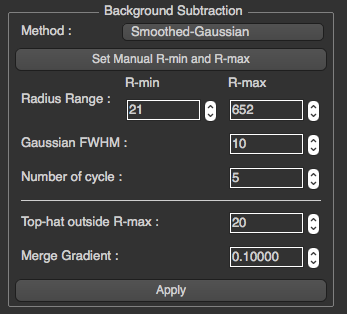 Background Subtraction
Method : Smoothed-Gaussian
Set Manual R-min and R-max
R-min R-max
Radius Range : 21 652
Gaussian FWHM : 10
Number of cycle : 5
Top-hat outside R-max : 20
Merge Gradient : 0.10000
Apply